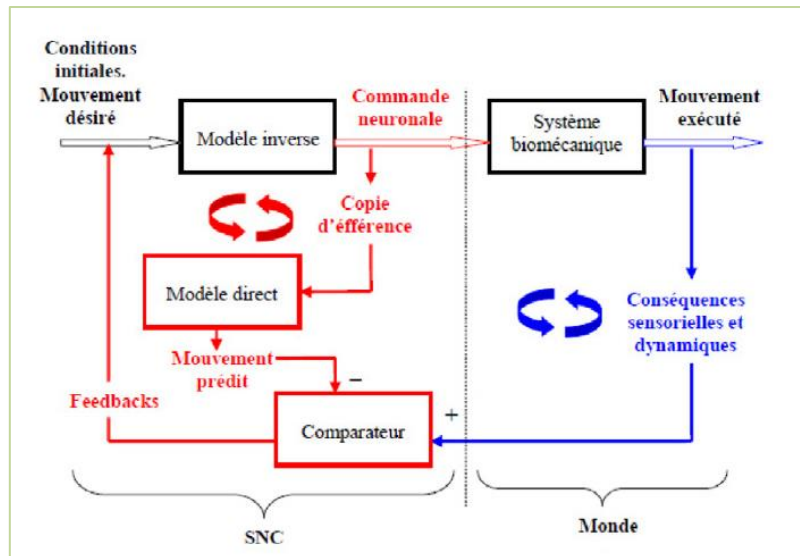 Conditions
initiales.
Mouvement
désiré
Modèle inverse
Commande
neuronale
Système
biomécanique
Mouvement
exécuté
Copie
d'éfférence
Modèle direct
Mouvement
prédit
−
Conséquences
sensorielles et
dynamiques
Feedbacks
Comparateur
+
SNC
Monde